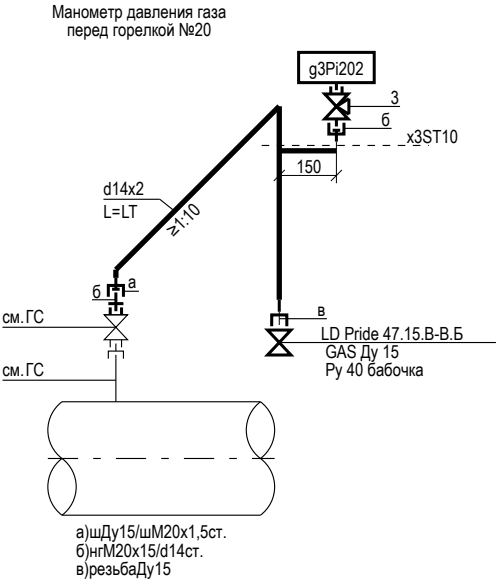 Манометр давления газа
перед горелкой №20
g3Pi202
3
б
x3ST10
150
d14x2
L=LT
≥1:10
а
б
см.ГС
см.ГС
в
LD Pride 47.15.В-В.Б
GAS Ду 15
Ру 40 бабочка
а)шДу15/шМ20х1,5ст.
б)нгМ20х15/d14ст.
в)резьбаДу15